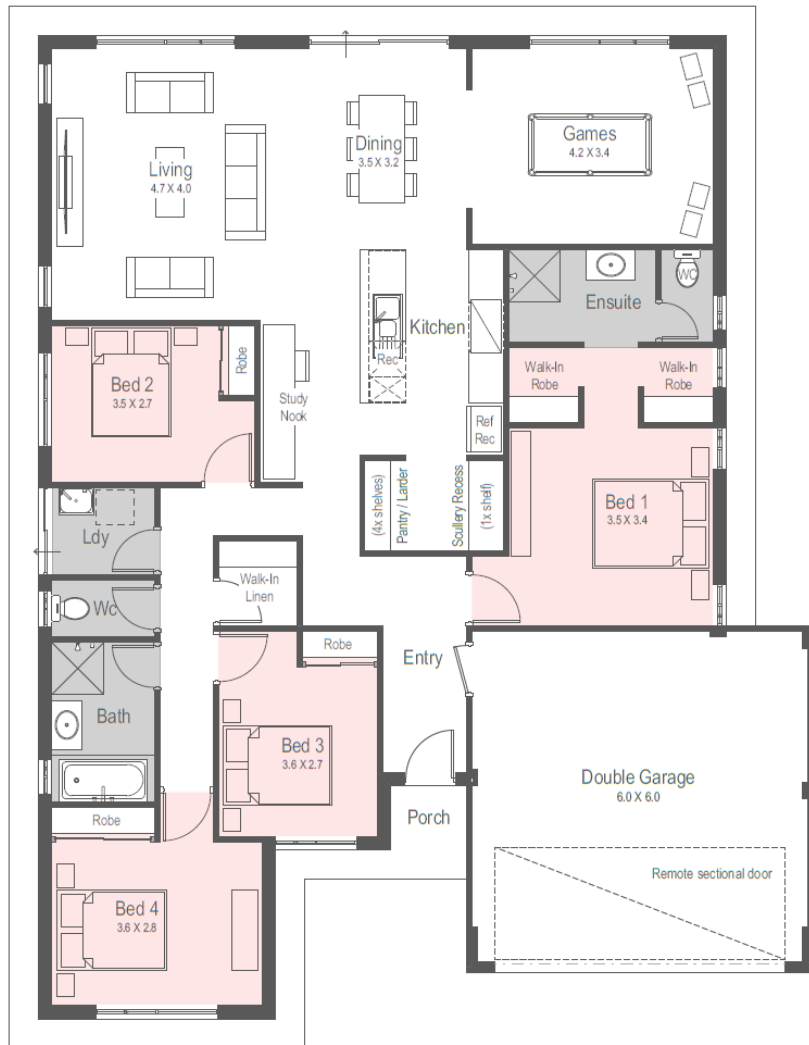 Living
4.7 X 4.0
Dining
3.5 X 3.2
Games
4.2 X 3.4
Ensuite
WC
Kitchen
Rec
Ref
Rec
Walk-In
Robe
Walk-In
Robe
Bed 2
3.5 X 2.7
Robe
Study
Nook
(4x shelves)
Pantry / Larder
Scullery Recess
(1x shelf)
Bed 1
3.5 X 3.4
Ldy
Wc
Walk-In
Linen
Bath
Robe
Bed 3
3.6 X 2.7
Entry
Porch
Double Garage
6.0 X 6.0
Remote sectional door
Robe
Bed 4
3.6 X 2.8